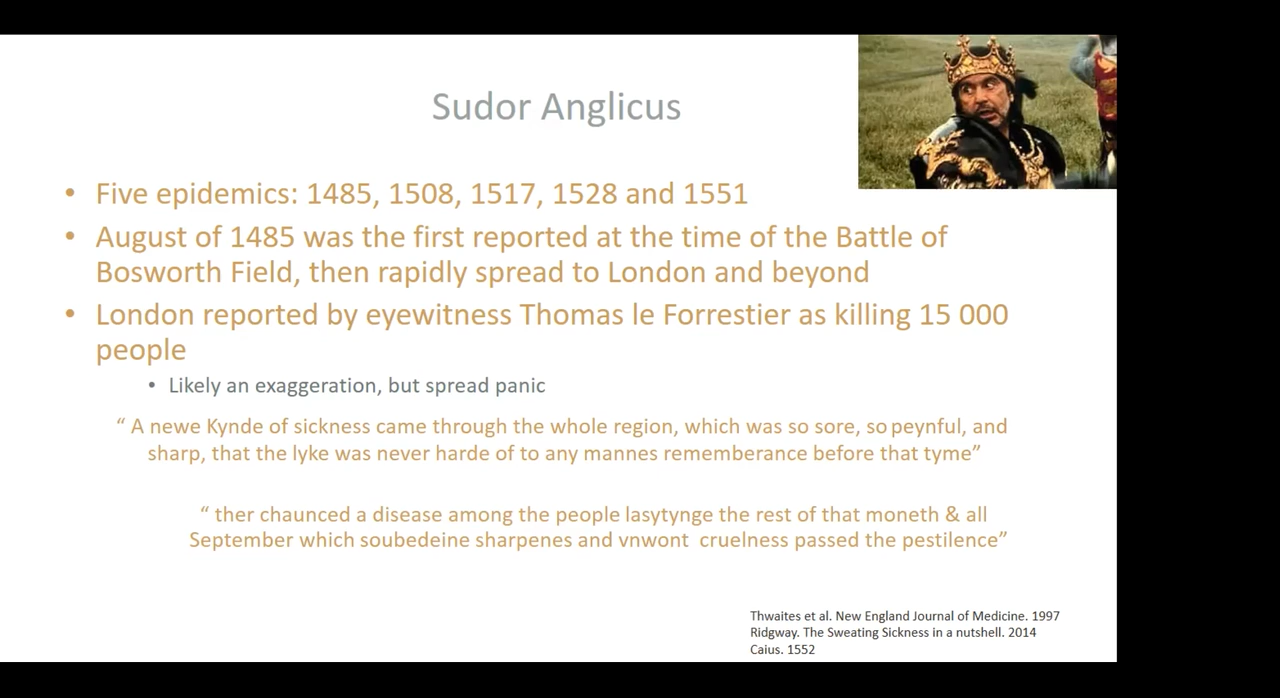 Sudor Anglicus
• Five epidemics: 1485, 1508, 1517, 1528 and 1551
• August of 1485 was the first reported at the time of the Battle of
Bosworth Field, then rapidly spread to London and beyond
• London reported by eyewitness Thomas le Forrestier as killing 15 000
people
• Likely an exaggeration, but spread panic
“ A newe Kynde of sickness came through the whole region, which was so sore, so peynful, and
sharp, that the lyke was never harde of to any mannes rememberance before that tyme”
“ ther chaunced a disease among the people lasytynge the rest of that moneth & all
September which soubedeine sharpenes and vnwont cruelness passed the pestilence”
Thwaites et al. New England Journal of Medicine. 1997
Ridgway. The Sweating Sickness in a nutshell. 2014
Caius. 1552